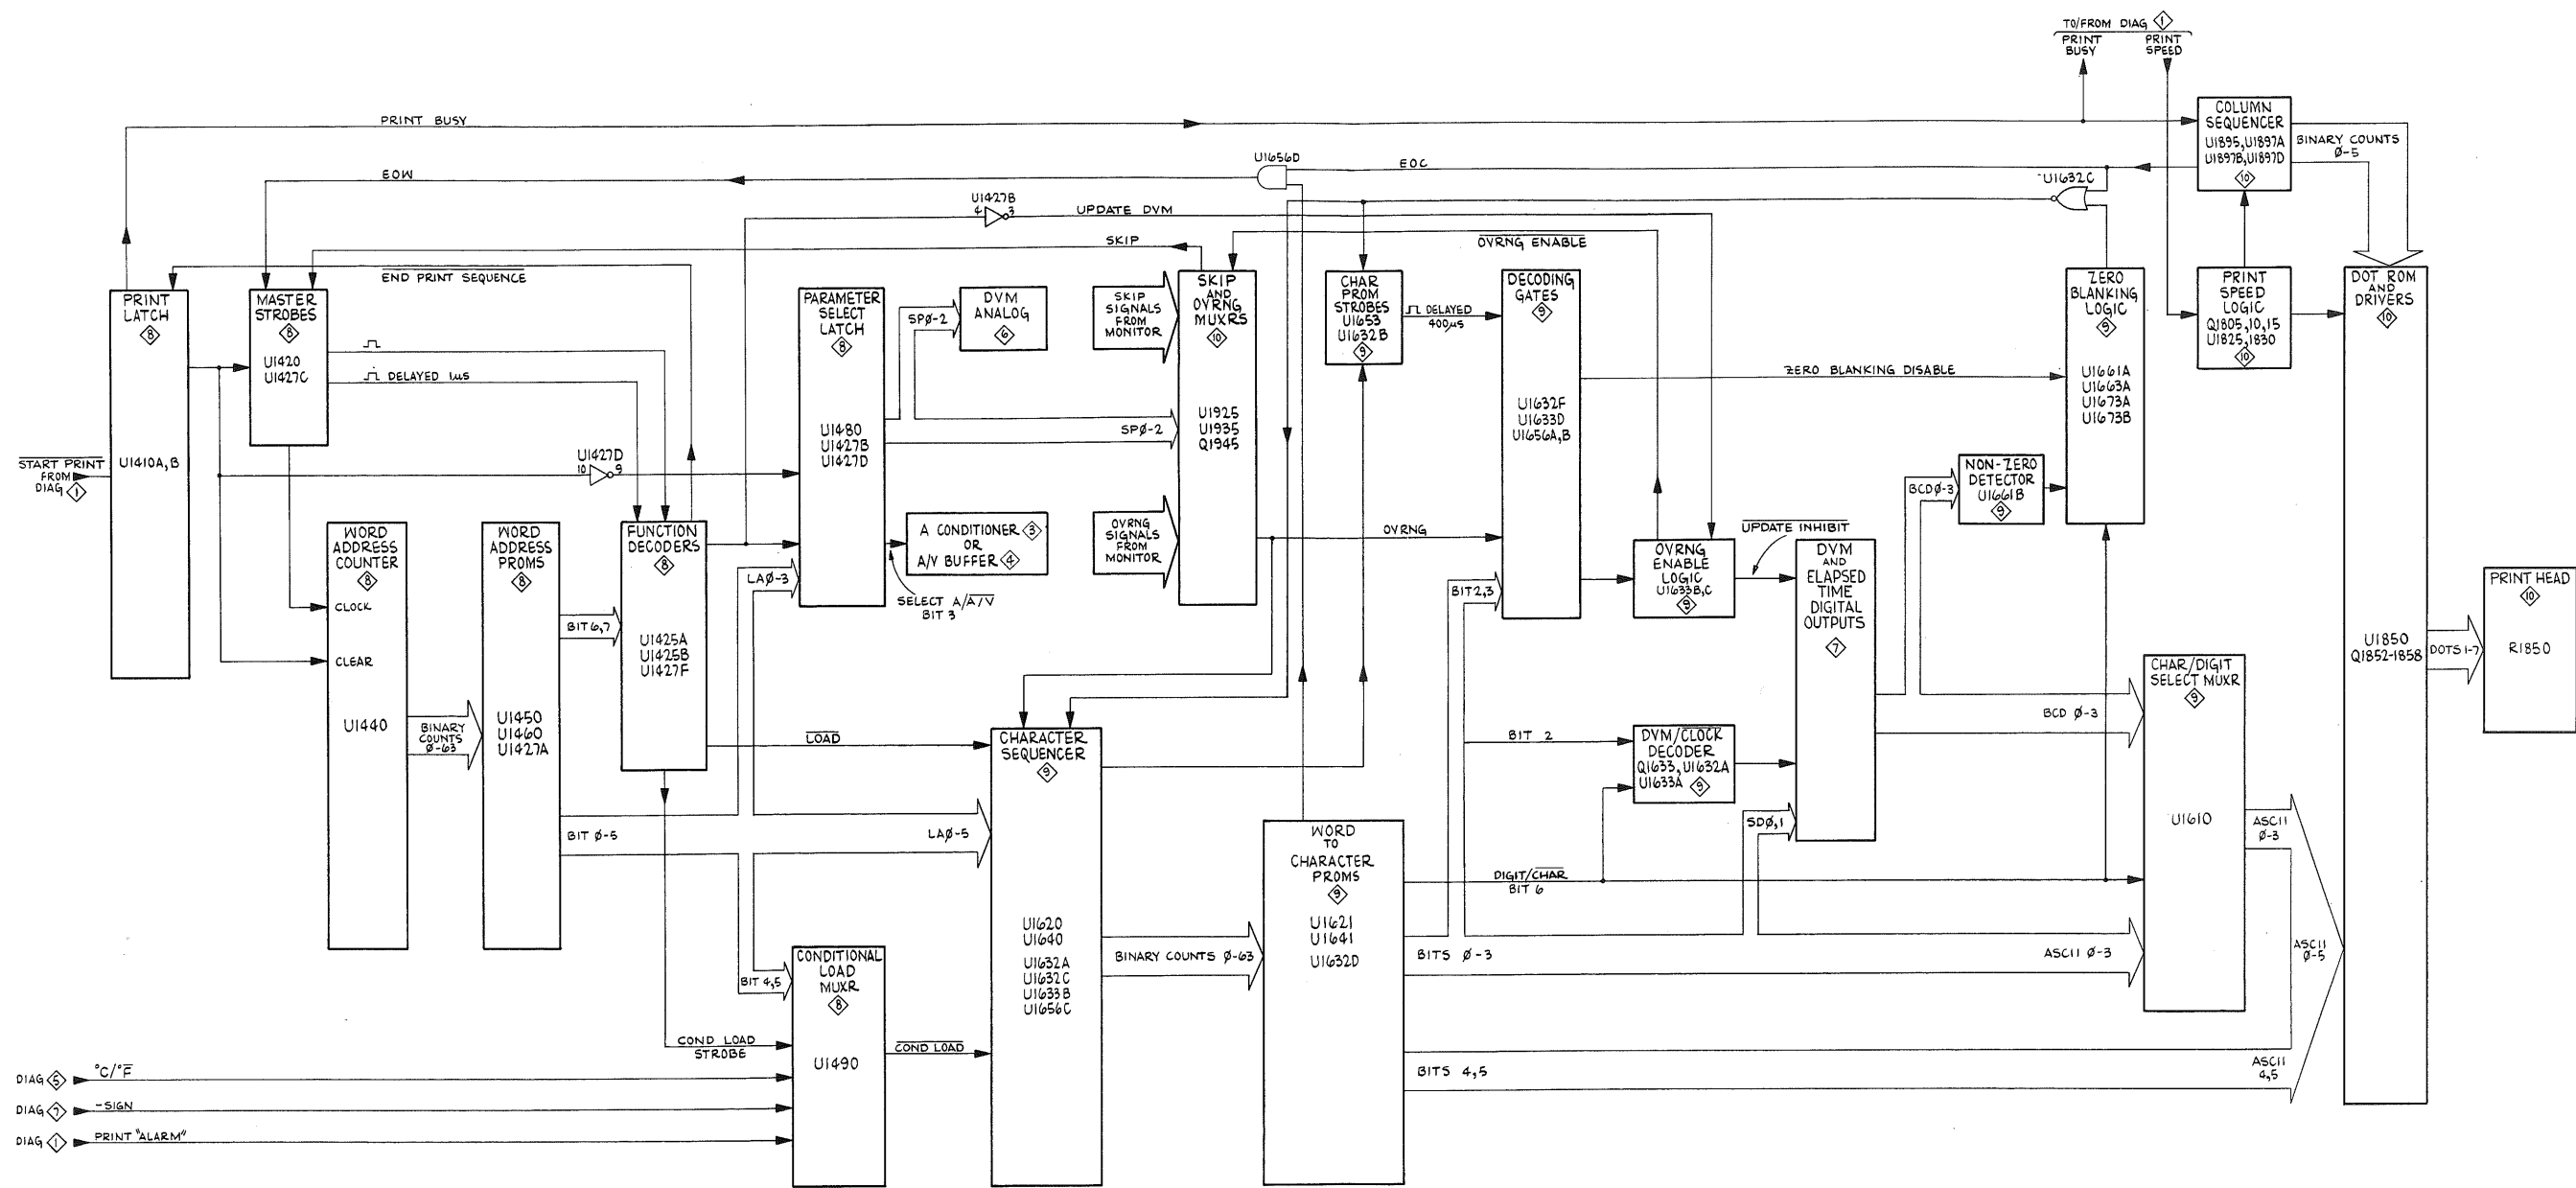 TO/FROM DIAG 1
PRINT BUSY
PRINT SPEED
PRINT BUSY
COLUMN
SEQUENCER
U1895, U1897A
U1897B, U1897D
10
BINARY COUNTS
Ø-5
U1656D
EOC
EOW
U1632C
U1427B
4 3
UPDATE DVM
SKIP
OVRNG ENABLE
END PRINT SEQUENCE
PRINT
LATCH
8
U1410A, B
START PRINT
FROM
DIAG 1
MASTER
STROBES
8
U1420
U1427C
DELAYED 1µs
U1427D
10 9
WORD
ADDRESS
COUNTER
8
CLOCK
CLEAR
U1440
BINARY
COUNTS
Ø-63
WORD
ADDRESS
PROMS
8
U1450
U1460
U1427A
BIT 6,7
BIT Ø-5
FUNCTION
DECODERS
8
U1425A
U1425B
U1427F
PARAMETER
SELECT
LATCH
8
U1480
U1427B
U1427D
LAØ-3
SPØ-2
DVM
ANALOG
6
SPØ-2
A CONDITIONER 3
OR
A/V BUFFER 4
SELECT A/A/V
BIT 3
SKIP
SIGNALS
FROM
MONITOR
OVRNG
SIGNALS
FROM
MONITOR
SKIP
AND
OVRNG
MUXRS
10
U1925
U1935
Q1945
CHAR
PROM
STROBES
U1653
U1632B
9
DELAYED
400µs
OVRNG
DECODING
GATES
9
U1632F
U1633D
U1656A, B
BIT 2,3
ZERO BLANKING DISABLE
ZERO
BLANKING
LOGIC
9
U1661A
U1663A
U1673A
U1673B
PRINT
SPEED
LOGIC
Q1805, 10, 15
U1825, 1830
10
DOT ROM
AND
DRIVERS
10
U1850
Q1852-1858
DOTS 1-7
PRINT HEAD
10
R1850
NON-ZERO
DETECTOR
U1661B
9
BCDØ-3
OVRNG
ENABLE
LOGIC
U1633B, C
9
UPDATE INHIBIT
DVM
AND
ELAPSED
TIME
DIGITAL
OUTPUTS
7
BCD Ø-3
CHAR/DIGIT
SELECT MUXR
9
U1610
ASCII
Ø-3
ASCII
Ø-5
BIT 2
DVM/CLOCK
DECODER
Q1633, U1632A
U1633A 9
SDØ,1
LOAD
LAØ-5
CHARACTER
SEQUENCER
9
U1620
U1640
U1632A
U1632C
U1633B
U1656C
BINARY COUNTS Ø-63
WORD
TO
CHARACTER
PROMS
9
U1621
U1641
U1632D
DIGIT/CHAR
BIT 6
BITS Ø-3
ASCII Ø-3
BITS 4,5
ASCII
4,5
BIT 4,5
CONDITIONAL
LOAD
MUXR
8
U1490
COND LOAD
STROBE
COND LOAD
DIAG 5 °C/°F
DIAG 7 -SIGN
DIAG 1 PRINT "ALARM"